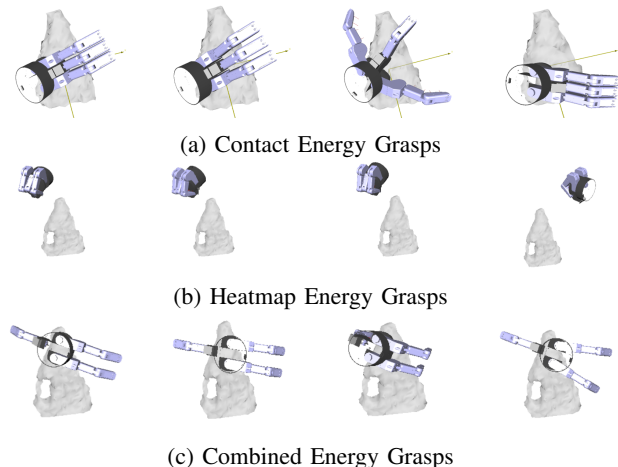 (a) Contact Energy Grasps
(b) Heatmap Energy Grasps
(c) Combined Energy Grasps